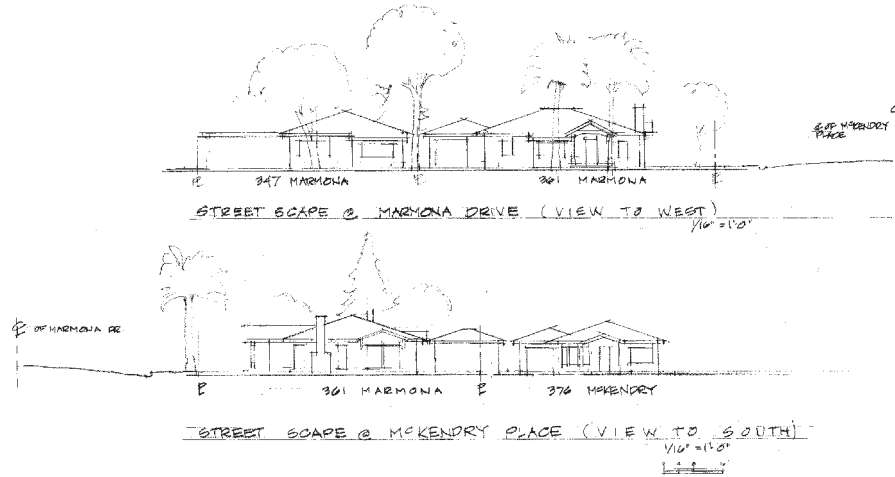 ℄ OF MCKENDRY
PLACE
347 MARMONA
361 MARMONA
STREET SCAPE @ MARMONA DRIVE (VIEW TO WEST)
1/16" = 1'0"
℄ OF MARMONA DR.
361 MARMONA
376 MCKENDRY
STREET SCAPE @ MCKENDRY PLACE (VIEW TO SOUTH)
1/16" = 1'0"